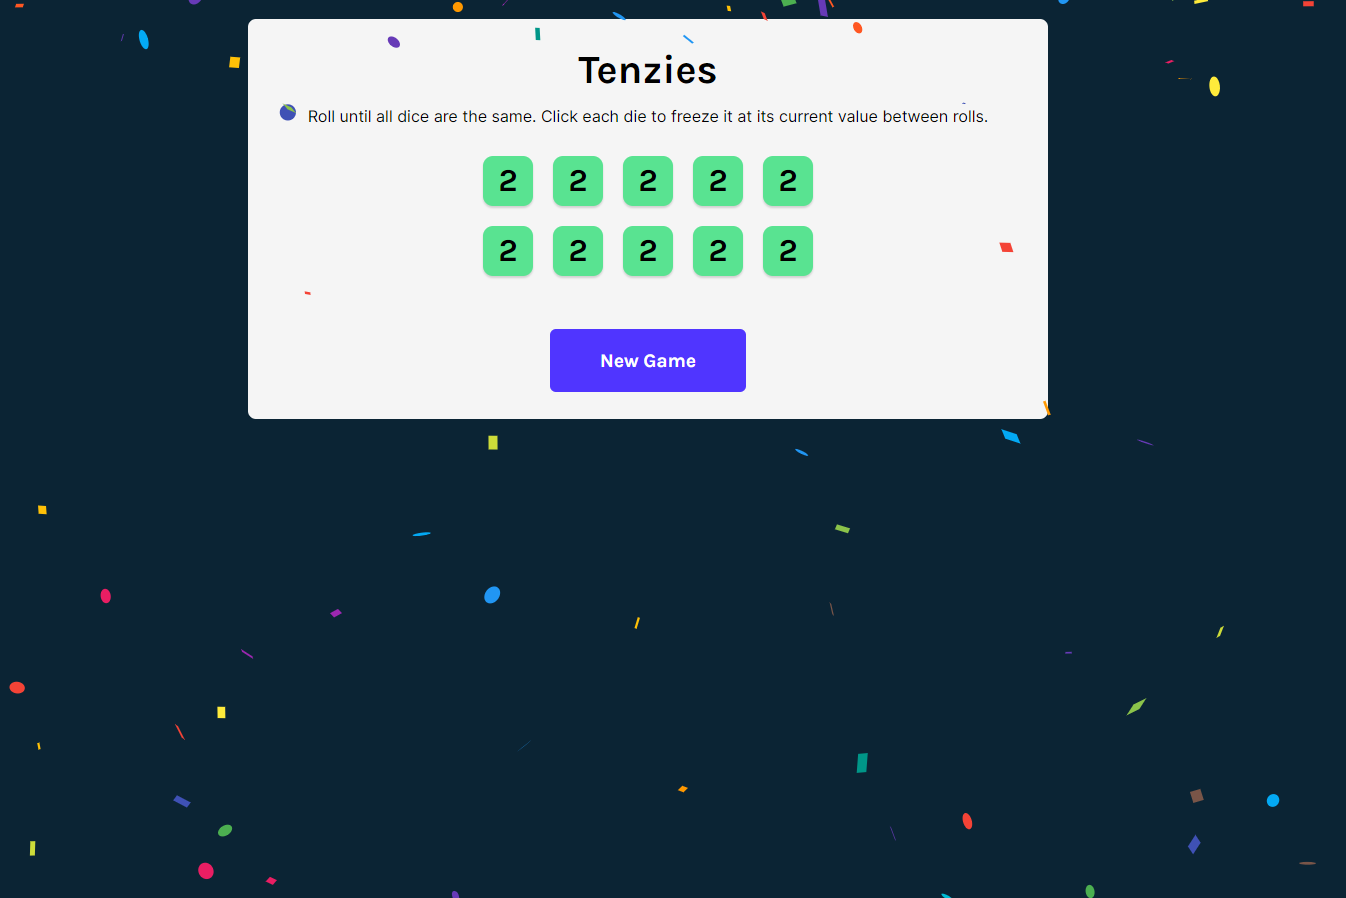 Tenzies
Roll until all dice are the same. Click each die to freeze it at its current value between rolls.
2 2 2 2 2
2 2 2 2 2
New Game